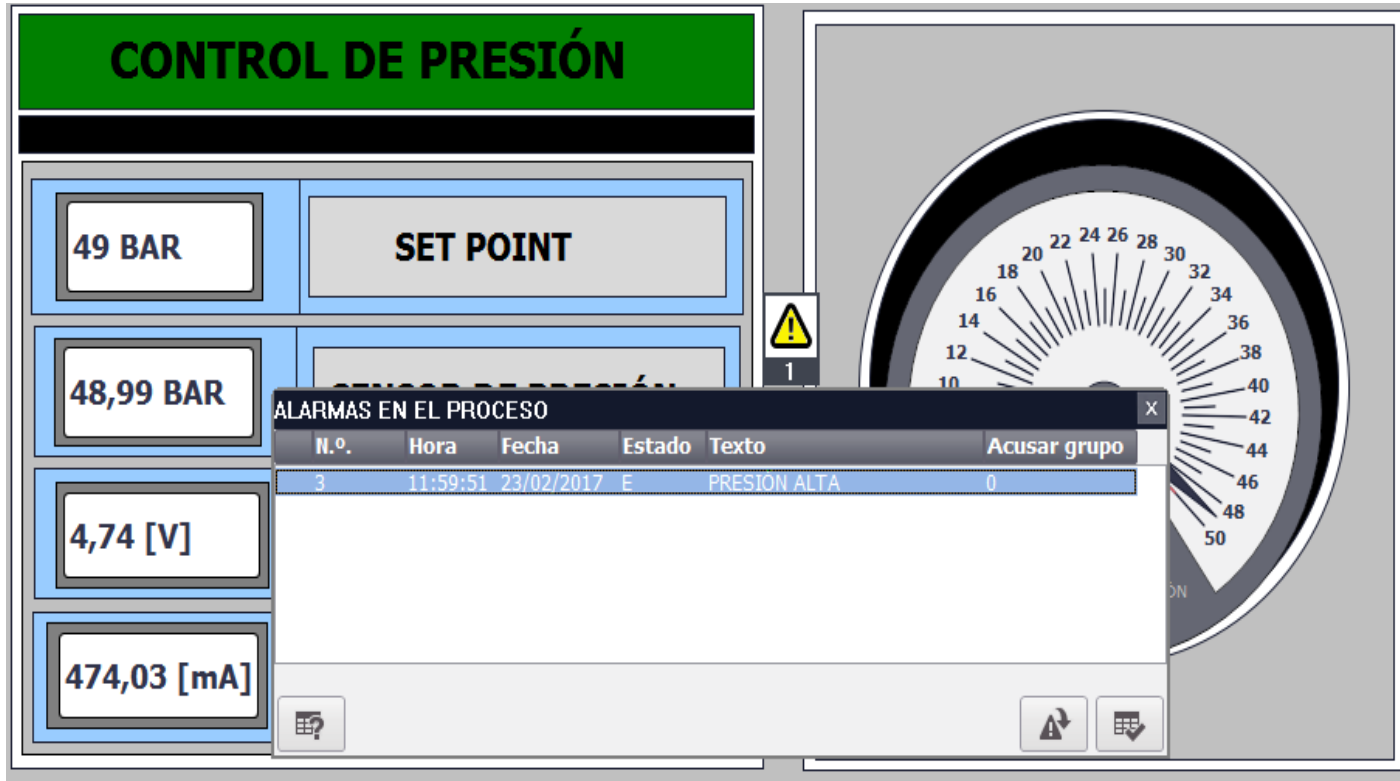 CONTROL DE PRESIÓN
49 BAR
SET POINT
48,99 BAR
SENSOR DE PRESIÓN
4,74 [V]
474,03 [mA]
1
ALARMAS EN EL PROCESO
X
N.º. Hora Fecha Estado Texto Acusar grupo
3 11:59:51 23/02/2017 E PRESIÓN ALTA 0
10
12
14
16
18
20
22
24
26
28
30
32
34
36
38
40
42
44
46
48
50